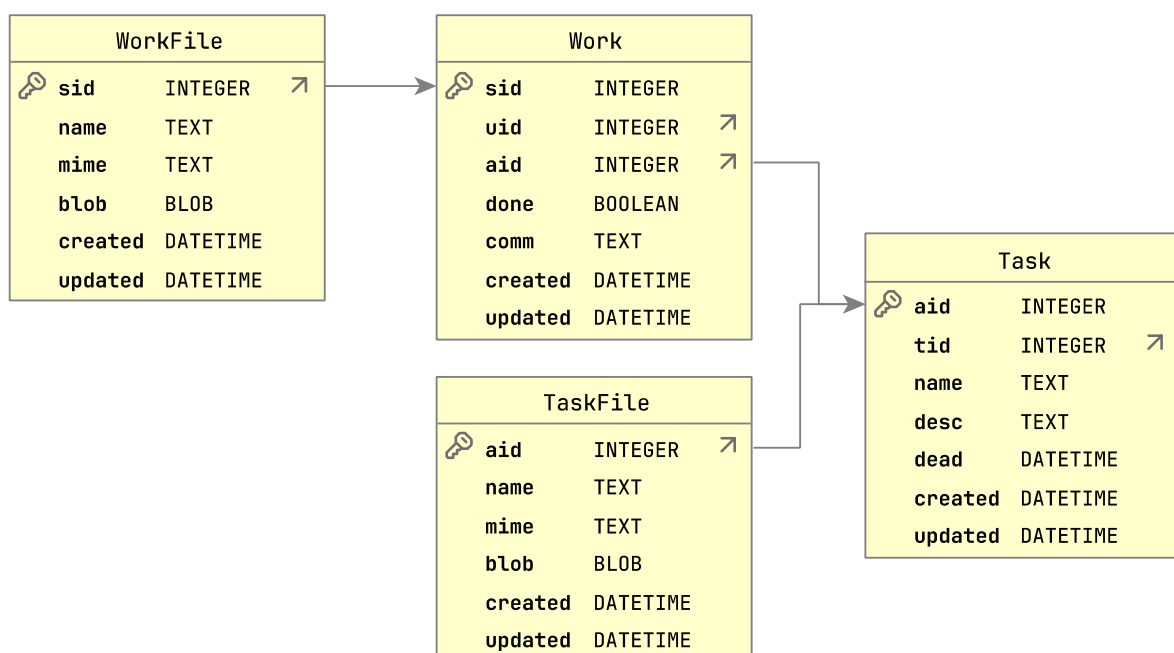 WorkFile
sid INTEGER
name TEXT
mime TEXT
blob BLOB
created DATETIME
updated DATETIME
Work
sid INTEGER
uid INTEGER
aid INTEGER
done BOOLEAN
comm TEXT
created DATETIME
updated DATETIME
TaskFile
aid INTEGER
name TEXT
mime TEXT
blob BLOB
created DATETIME
updated DATETIME
Task
aid INTEGER
tid INTEGER
name TEXT
desc TEXT
dead DATETIME
created DATETIME
updated DATETIME